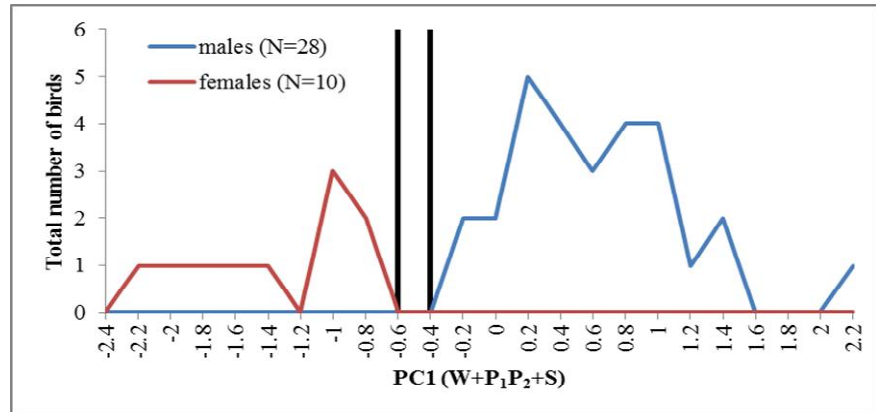 6
5
4
3
2
1
0
Total number of birds
males (N=28)
females (N=10)
-2.4 -2.2 -2 -1.8 -1.6 -1.4 -1.2 -1 -0.8 -0.6 -0.4 -0.2 0 0.2 0.4 0.6 0.8 1 1.2 1.4 1.6 1.8 2 2.2
PC1 (W+P₁P₂+S)